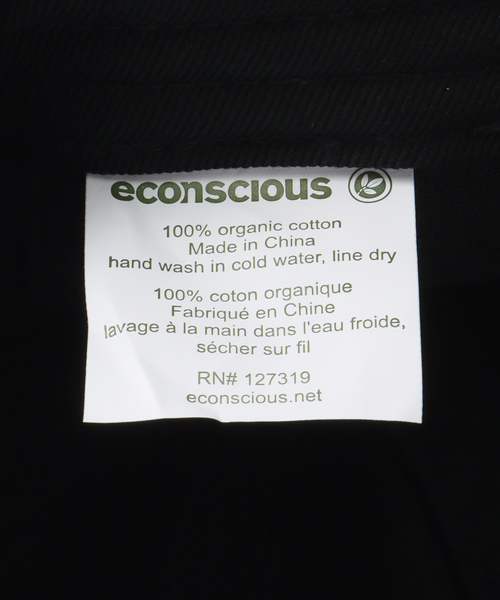 econscious
100% organic cotton
Made in China
hand wash in cold water, line dry
100% coton organique
Fabriqué en Chine
lavage à la main dans l'eau froide,
sécher sur fil
RN# 127319
econscious.net